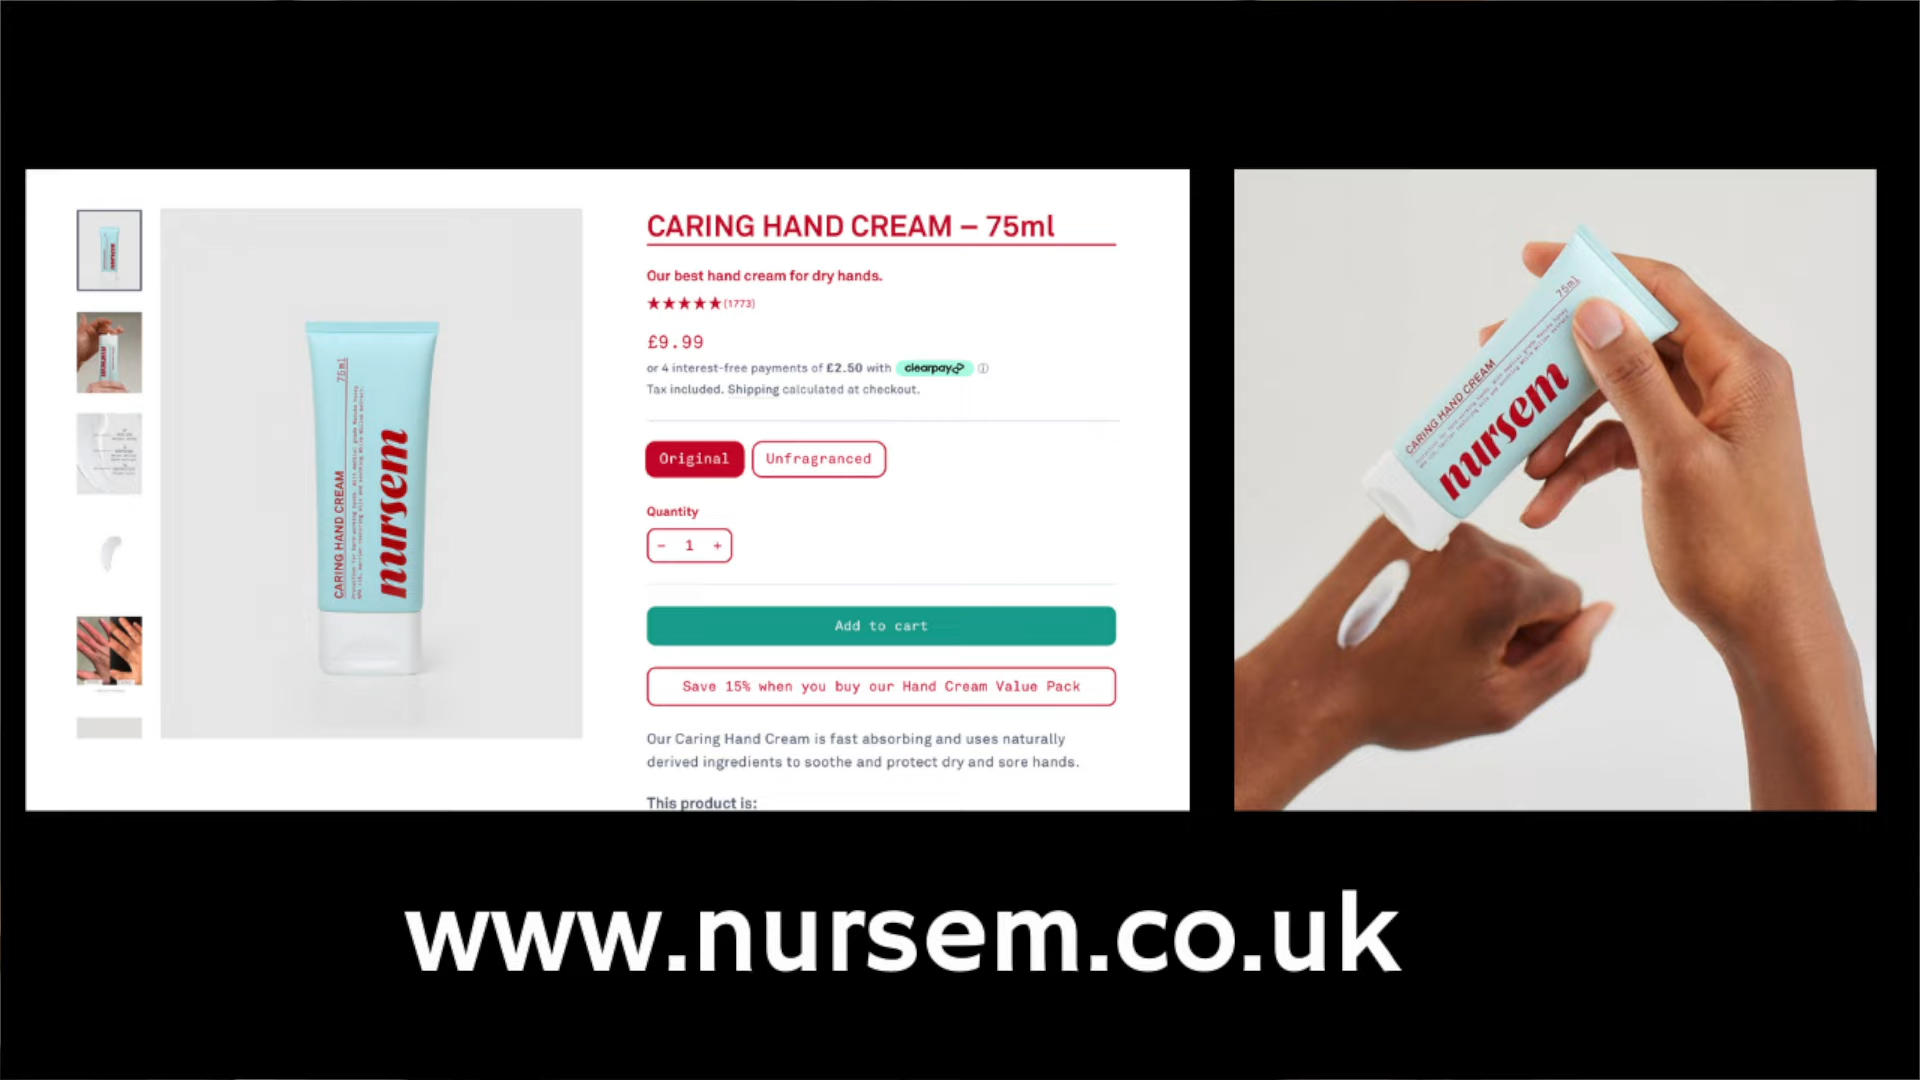 CARING HAND CREAM – 75ml
Our best hand cream for dry hands.
★★★★★(1773)
£9.99
or 4 interest-free payments of £2.50 with clearpay
Tax included. Shipping calculated at checkout.
Original
Unfragranced
Quantity
− 1 +
Add to cart
Save 15% when you buy our Hand Cream Value Pack
Our Caring Hand Cream is fast absorbing and uses naturally
derived ingredients to soothe and protect dry and sore hands.
This product is:
75ml
CARING HAND CREAM
nursem
75ml
CARING HAND CREAM
nursem
www.nursem.co.uk